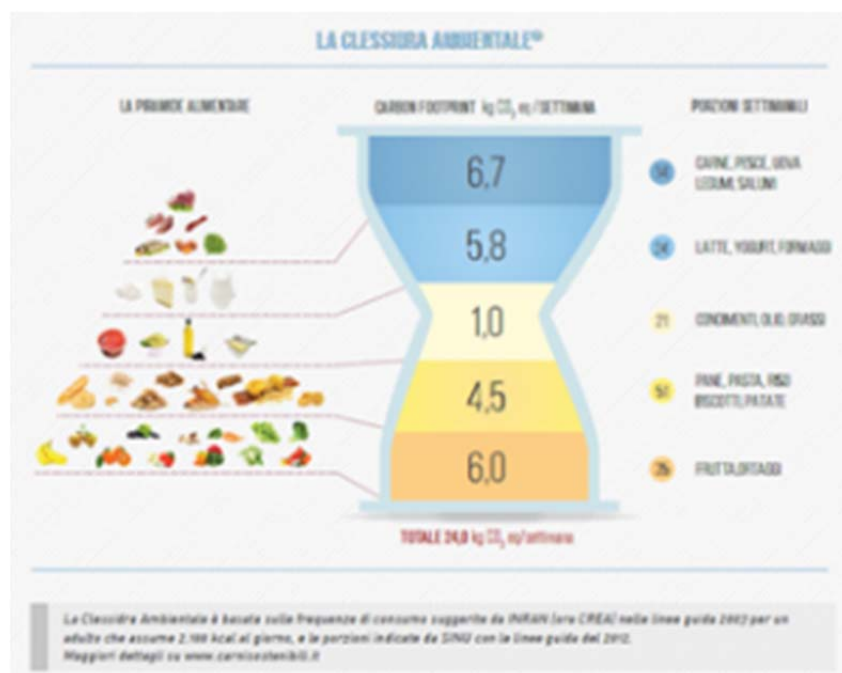 LA CLESSIDRA AMBIENTALE®
LA PIRAMIDE ALIMENTARE
CARBON FOOTPRINT kg CO₂ eq/SETTIMANA
PORZIONI SETTIMANALI
6,7
CARNE, PESCE, UOVA
LEGUMI, SALUMI
5,8
LATTE, YOGURT, FORMAGGI
1,0
21
CONDIMENTI, OLIO, GRASSI
4,5
PANE, PASTA, RISO
BISCOTTI, PATATE
6,0
35
FRUTTA, ORTAGGI
TOTALE 24,0 kg CO₂ eq/settimana
La Clessidra Ambientale è basata sulle frequenze di consumo suggerite da INRAN (ora CREA) nelle linee guida 2003 per un
adulto che assume 2.100 kcal al giorno, e le porzioni indicate da SINU con le linee guida del 2012.
Maggiori dettagli su www.carnisostenibili.it